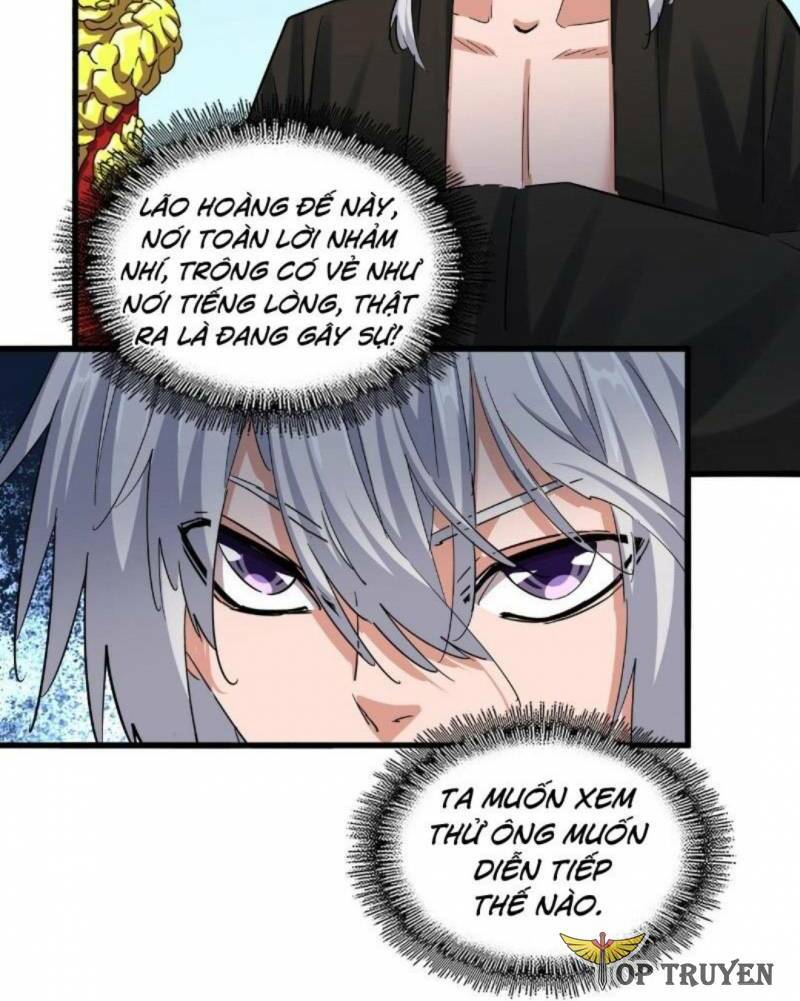 LÃO HOÀNG ĐẾ NÀY,
NÓI TOÀN LỜI NHẢM
NHÍ, TRÔNG CÓ VẺ NHƯ
NÓI TIẾNG LÒNG, THẬT
RA LÀ ĐANG GÂY SỰ!
TA MUỐN XEM
THỬ ÔNG MUỐN
DIỄN TIẾP
THẾ NÀO.
TOP TRUYEN